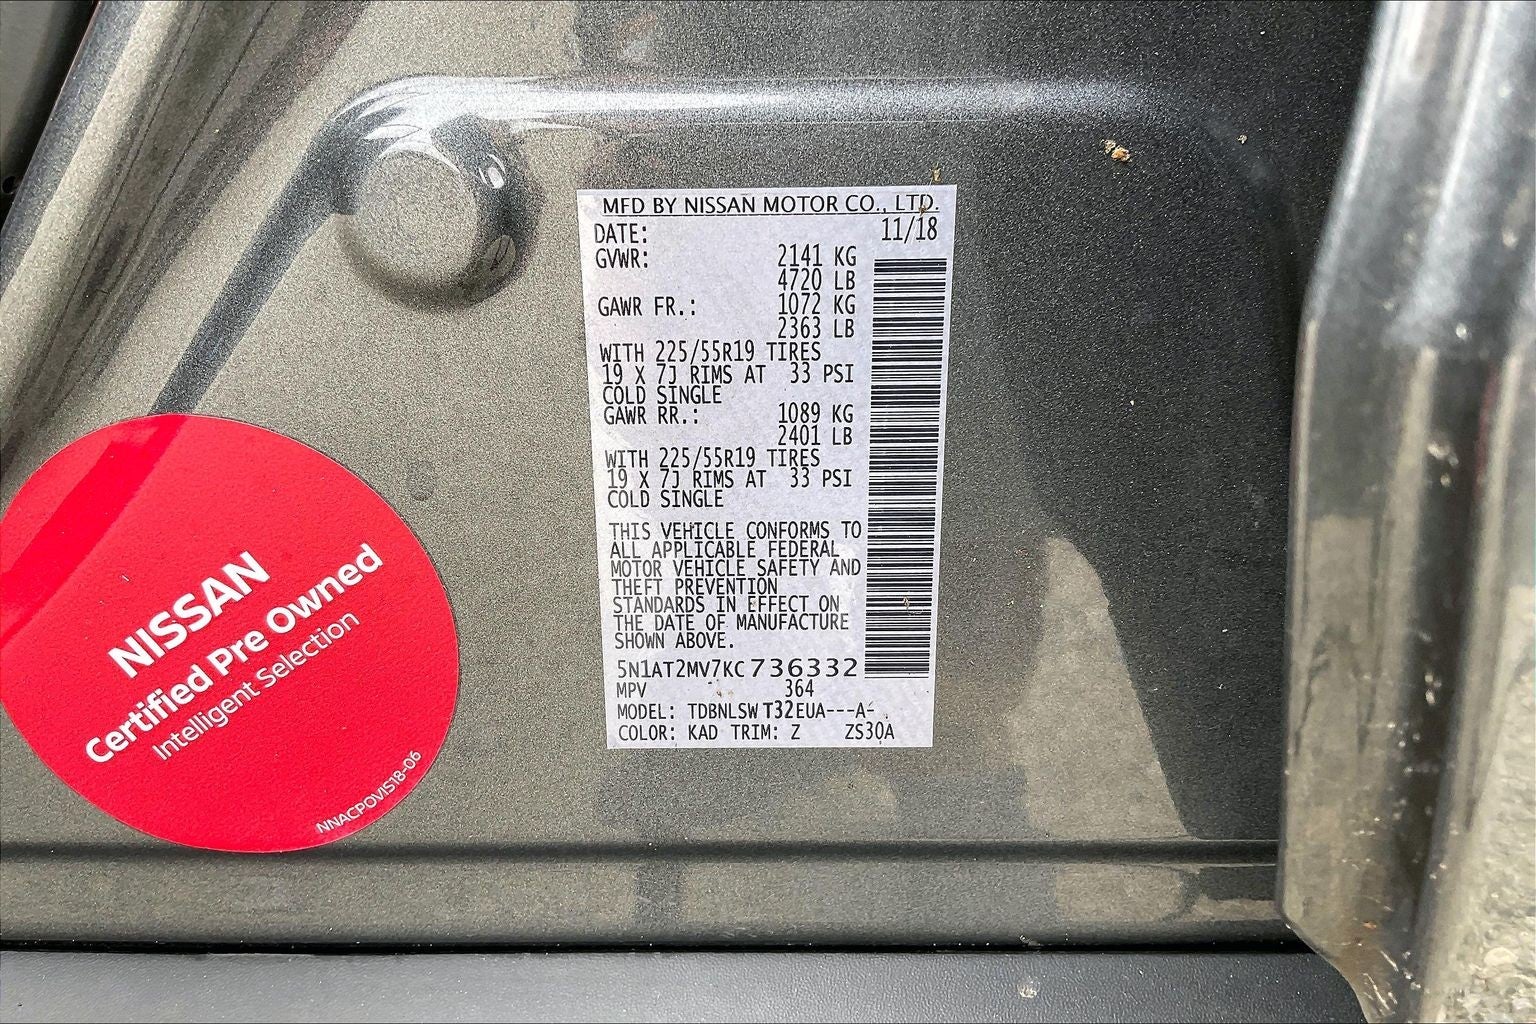 MFD BY NISSAN MOTOR CO., LTD.
DATE: 11/18
GVWR: 2141 KG
4720 LB
GAWR FR.: 1072 KG
2363 LB
WITH 225/55R19 TIRES
19 X 7J RIMS AT 33 PSI
COLD SINGLE
GAWR RR.: 1089 KG
2401 LB
WITH 225/55R19 TIRES
19 X 7J RIMS AT 33 PSI
COLD SINGLE
THIS VEHICLE CONFORMS TO
ALL APPLICABLE FEDERAL
MOTOR VEHICLE SAFETY AND
THEFT PREVENTION
STANDARDS IN EFFECT ON
THE DATE OF MANUFACTURE
SHOWN ABOVE.
5N1AT2MV7KC736332
MPV 364
MODEL: TDBNLSWT32EUA---A-
COLOR: KAD TRIM: Z ZS30A
NISSAN
Certified Pre Owned
Intelligent Selection
NNACPOVIS18-06